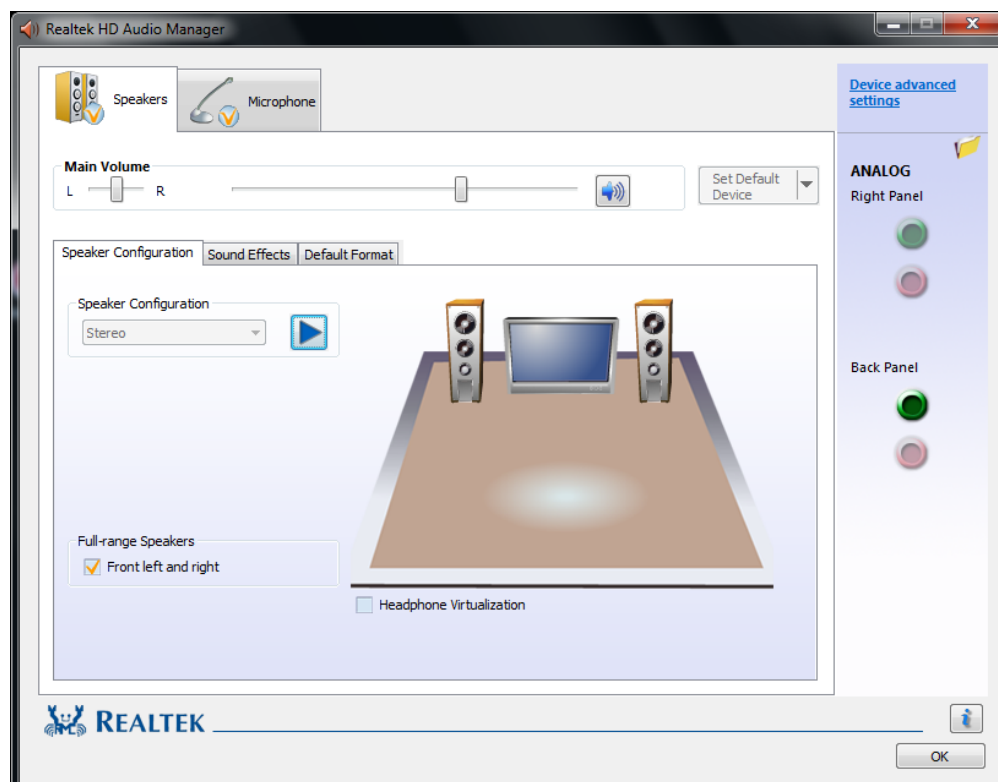 Realtek HD Audio Manager
Speakers
Microphone
Device advanced
settings
Main Volume
L
R
Set Default
Device
ANALOG
Right Panel
Speaker Configuration
Sound Effects
Default Format
Speaker Configuration
Stereo
Back Panel
Full-range Speakers
Front left and right
Headphone Virtualization
REALTEK
OK